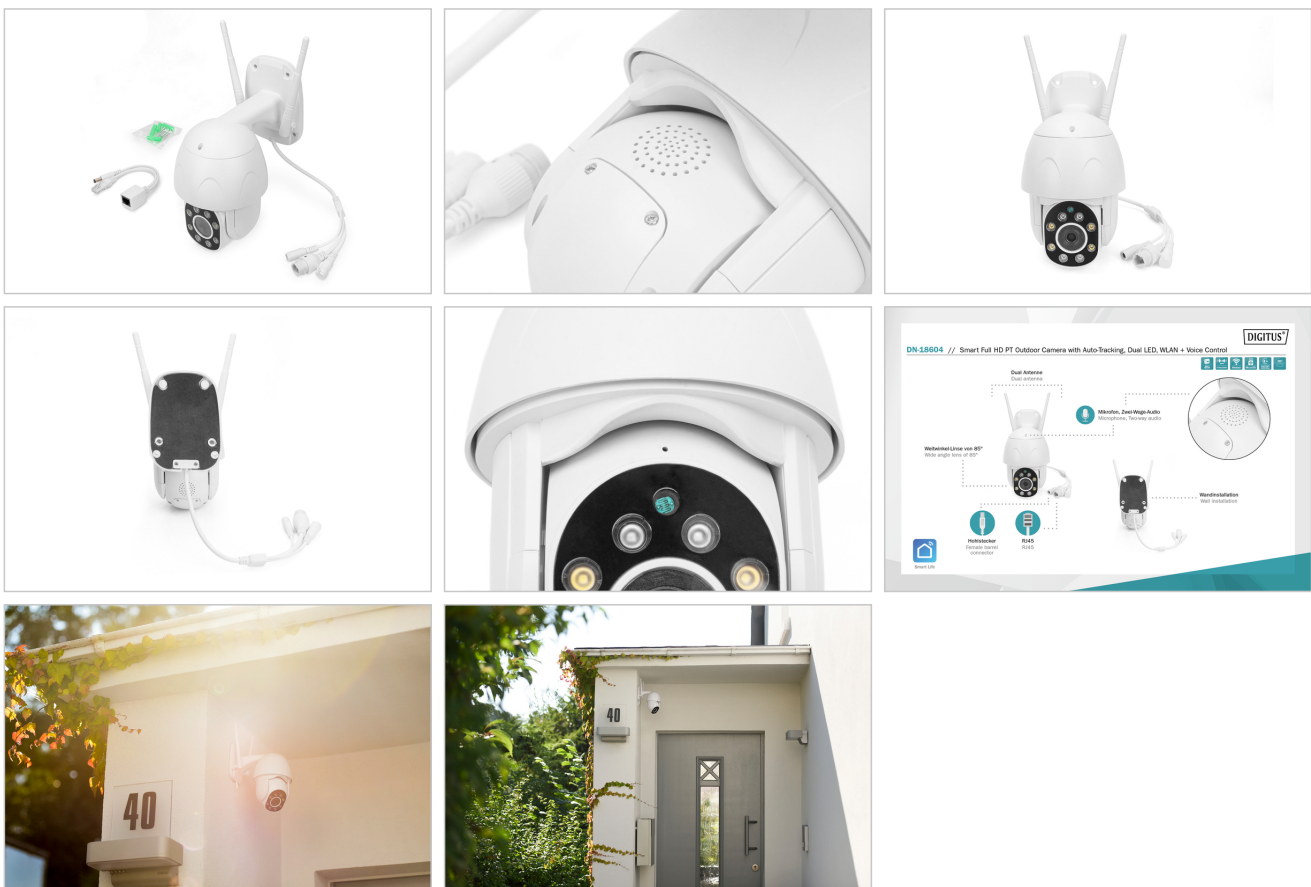 DIGITUS®
DN-18604 // Smart Full HD PT Outdoor Camera with Auto-Tracking, Dual LED, WLAN + Voice Control
Dual Antenne
Dual antenna
Mikrofon, Zwei-Wege-Audio
Microphone, Two-way audio
Weitwinkel-Linse von 85°
Wide angle lens of 85°
Wandinstallation
Wall installation
Hohlstecker
Female barrel
connector
RJ45
RJ45
Smart Life
40
40